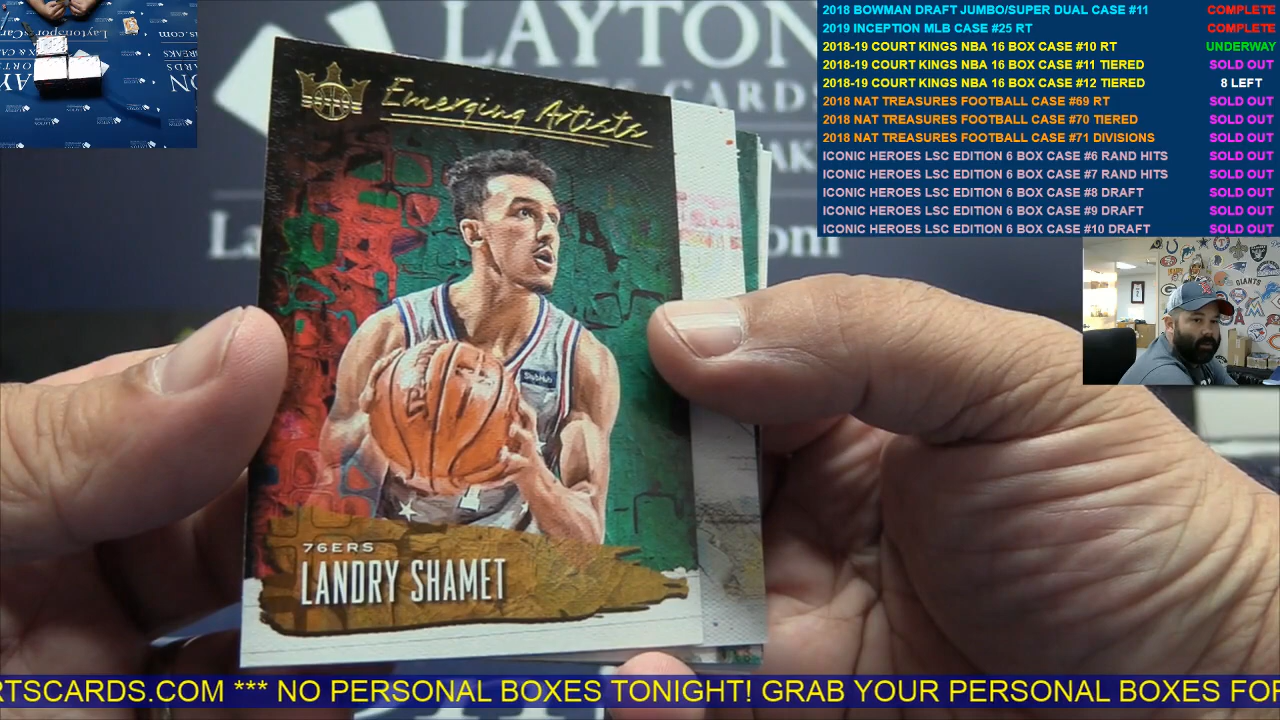 2018 BOWMAN DRAFT JUMBO/SUPER DUAL CASE #11 COMPLETE
2019 INCEPTION MLB CASE #25 RT COMPLETE
2018-19 COURT KINGS NBA 16 BOX CASE #10 RT UNDERWAY
2018-19 COURT KINGS NBA 16 BOX CASE #11 TIERED SOLD OUT
2018-19 COURT KINGS NBA 16 BOX CASE #12 TIERED 8 LEFT
2018 NAT TREASURES FOOTBALL CASE #69 RT SOLD OUT
2018 NAT TREASURES FOOTBALL CASE #70 TIERED SOLD OUT
2018 NAT TREASURES FOOTBALL CASE #71 DIVISIONS SOLD OUT
ICONIC HEROES LSC EDITION 6 BOX CASE #6 RAND HITS SOLD OUT
ICONIC HEROES LSC EDITION 6 BOX CASE #7 RAND HITS SOLD OUT
ICONIC HEROES LSC EDITION 6 BOX CASE #8 DRAFT SOLD OUT
ICONIC HEROES LSC EDITION 6 BOX CASE #9 DRAFT SOLD OUT
ICONIC HEROES LSC EDITION 6 BOX CASE #10 DRAFT SOLD OUT
LAYTON
CARDS
Emerging Artists
StubHub
GIANTS
76ERS
LANDRY SHAMET
RTSCARDS.COM *** NO PERSONAL BOXES TONIGHT! GRAB YOUR PERSONAL BOXES FOR